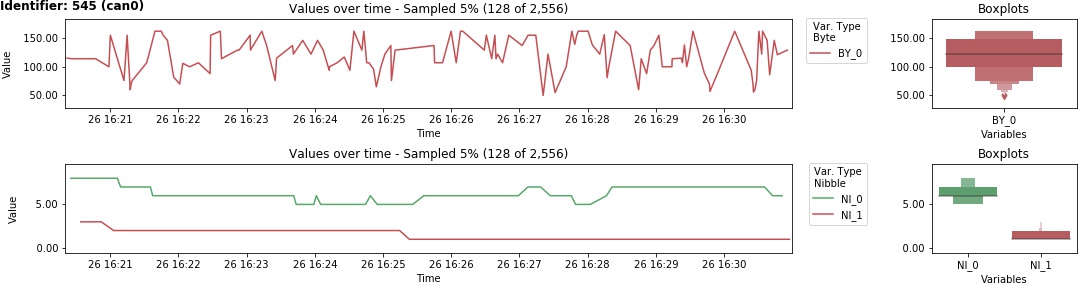 Identifier: 545 (can0)
Values over time - Sampled 5% (128 of 2,556)
Value
150.00
100.00
50.00
26 16:21 26 16:22 26 16:23 26 16:24 26 16:25 26 16:26 26 16:27 26 16:28 26 16:29 26 16:30
Time
Var. Type
Byte
BY_0
Boxplots
150.00
100.00
50.00
BY_0
Variables
Values over time - Sampled 5% (128 of 2,556)
Value
5.00
0.00
26 16:21 26 16:22 26 16:23 26 16:24 26 16:25 26 16:26 26 16:27 26 16:28 26 16:29 26 16:30
Time
Var. Type
Nibble
NI_0
NI_1
Boxplots
5.00
0.00
NI_0 NI_1
Variables